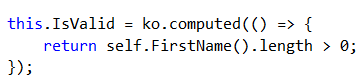 this.IsValid = ko.computed(() => {
    return self.FirstName().length > 0;
});